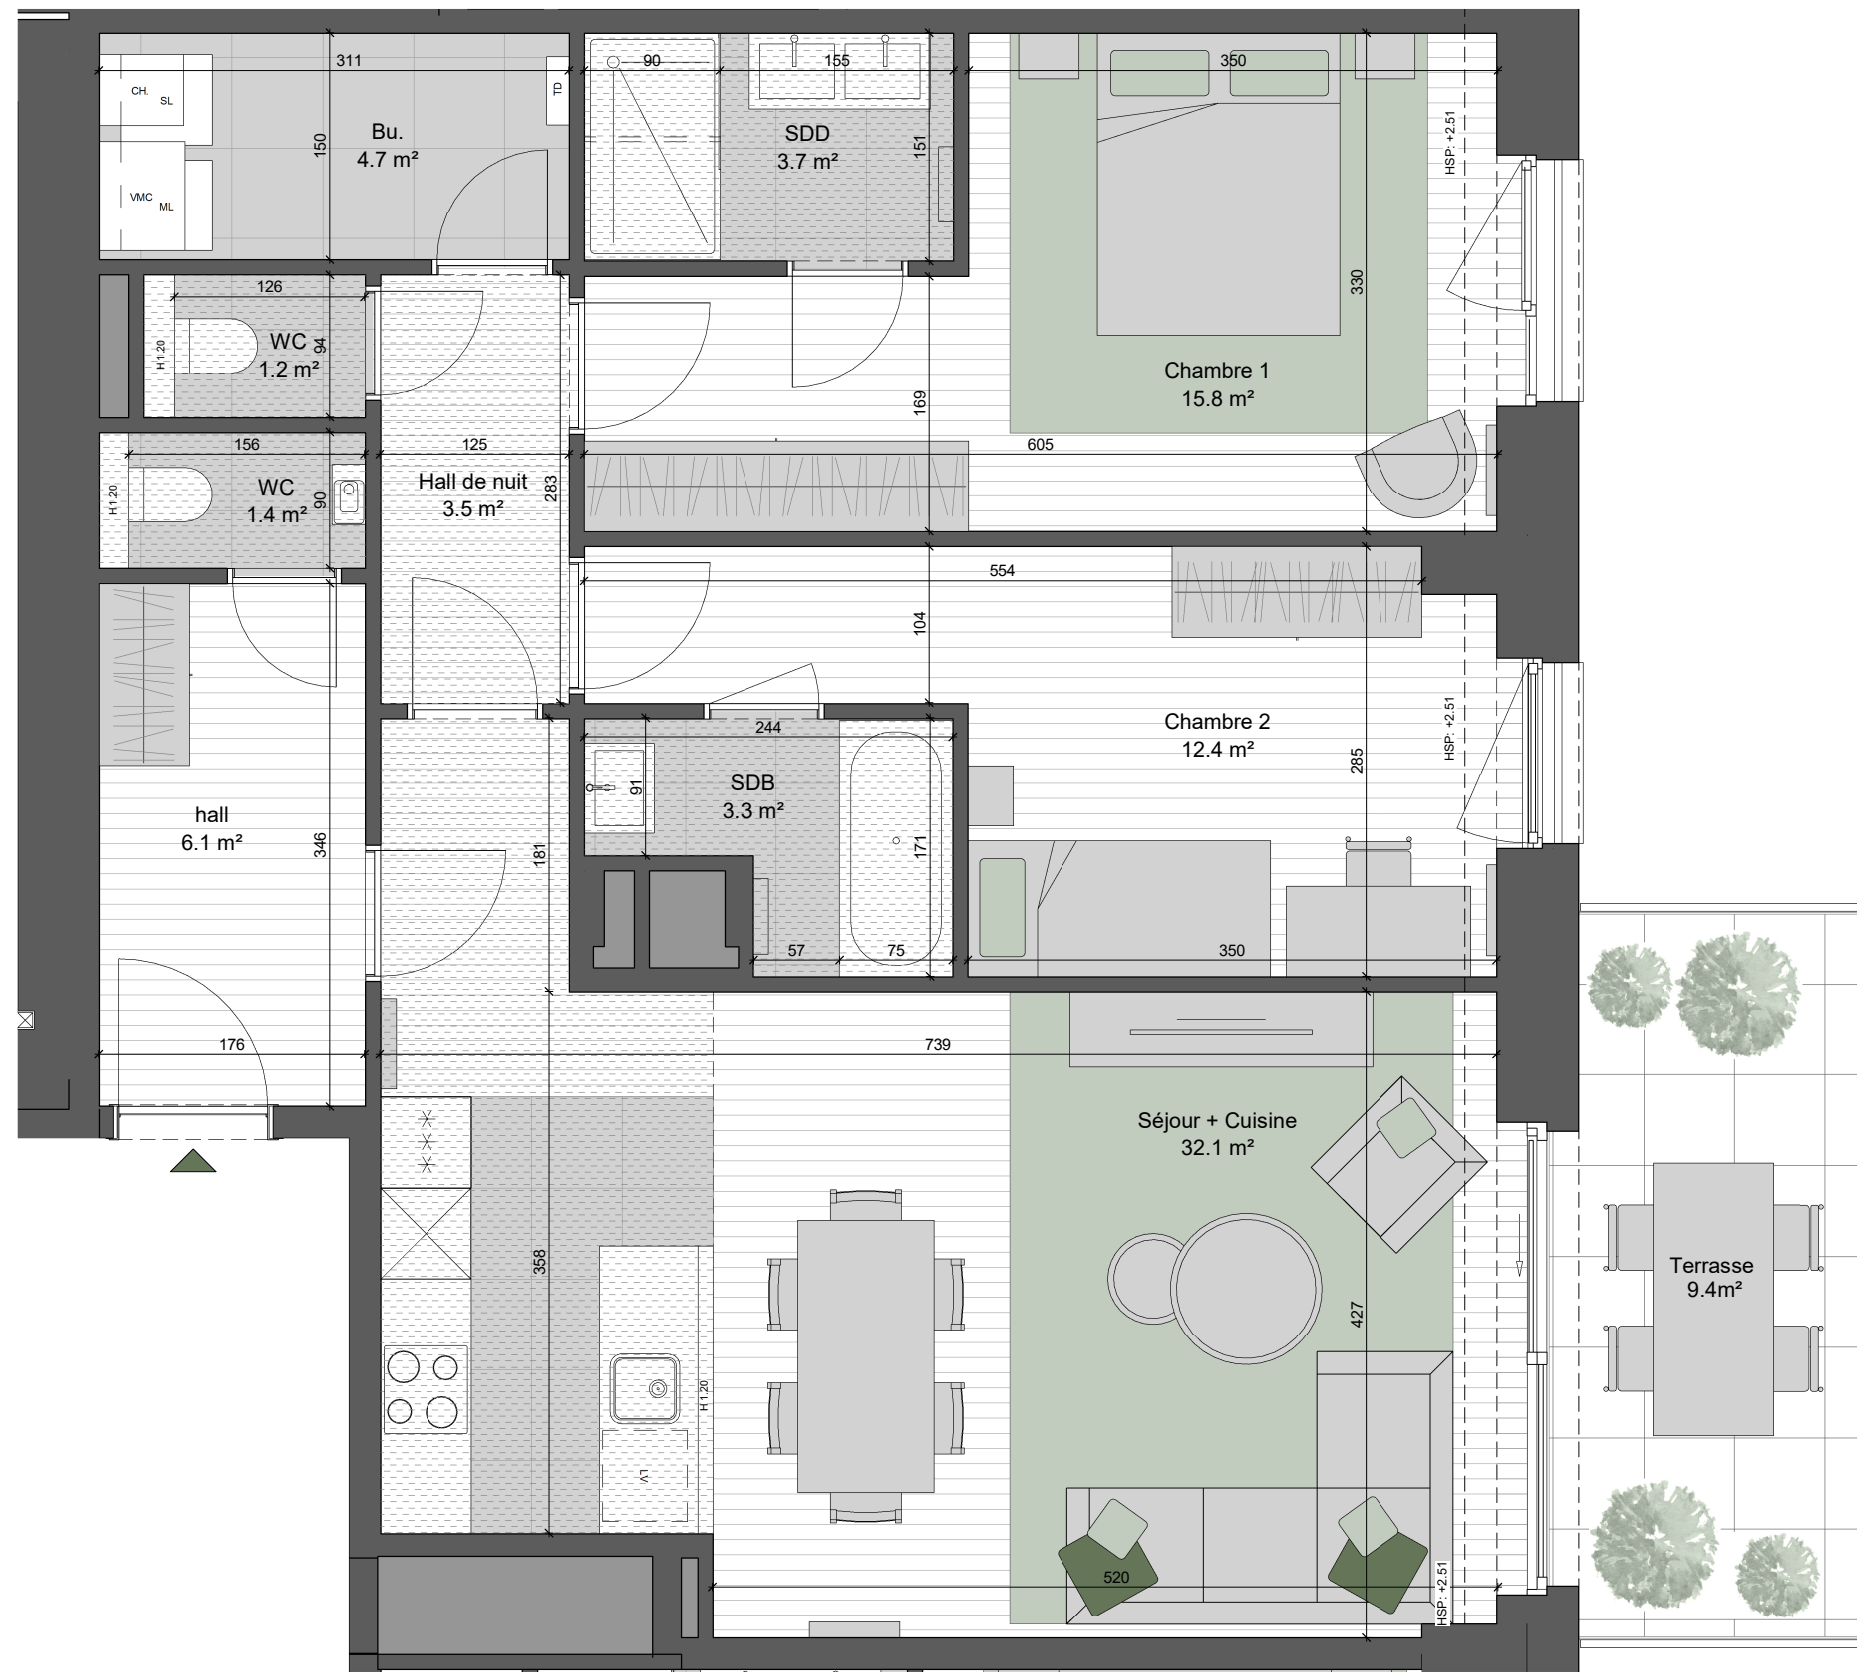 311
90
155
350
CH.
SL
TD
Bu.
4.7 m²
150
SDD
3.7 m²
151
HSP: +2.51
VMC
ML
126
330
WC
1.2 m²
94
H 1.20
Chambre 1
15.8 m²
169
156
125
605
WC
1.4 m²
90
H 1.20
Hall de nuit
3.5 m²
283
554
104
Chambre 2
12.4 m²
HSP: +2.51
244
285
SDB
3.3 m²
91
hall
6.1 m²
346
181
171
57
75
350
176
739
Séjour + Cuisine
32.1 m²
358
Terrasse
9.4m²
427
H 1.20
LV
520
HSP: +2.51